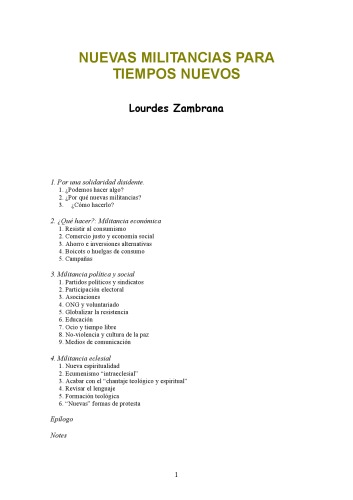 NUEVAS MILITANCIAS PARA
TIEMPOS NUEVOS
Lourdes Zambrana
1. Por una solidaridad disidente.
1. ¿Podemos hacer algo?
2. ¿Por qué nuevas militancias?
3. ¿Cómo hacerlo?
2. ¿Qué hacer?: Militancia económica
1. Resistir al consumismo
2. Comercio justo y economía social
3. Ahorro e inversiones alternativas
4. Boicots o huelgas de consumo
5. Campañas
3. Militancia política y social
1. Partidos políticos y sindicatos
2. Participación electoral
3. Asociaciones
4. ONG y voluntariado
5. Globalizar la resistencia
6. Educación
7. Ocio y tiempo libre
8. No-violencia y cultura de la paz
9. Medios de comunicación
4. Militancia eclesial
1. Nueva espiritualidad
2. Ecumenismo “intraeclesial”
3. Acabar con el “chantaje teológico y espiritual”
4. Revisar el lenguaje
5. Formación teológica
6. “Nuevas” formas de protesta
Epílogo
Notes
1